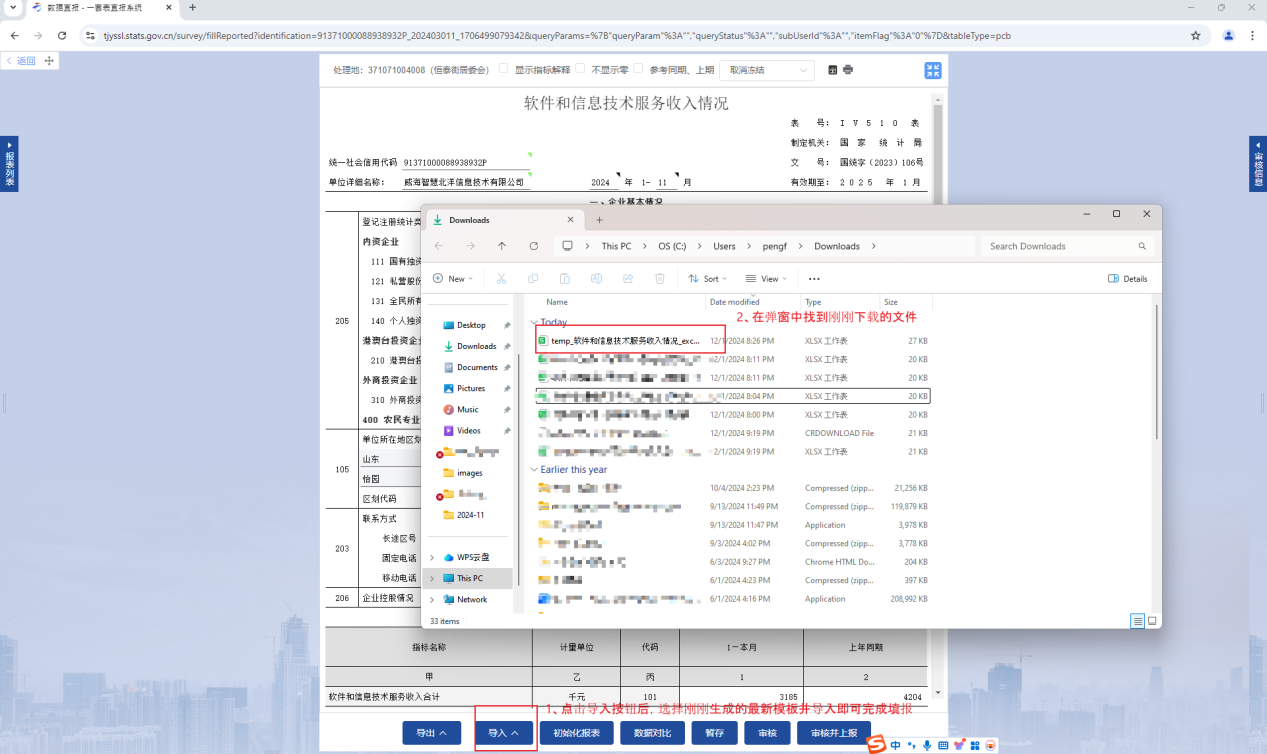 数据直报 - 一套表直报系统
tjyssl.stats.gov.cn/survey/fillReported?identification=91371000088938932P_202403011_1706499079342&queryParams=%7B"queryParam"%3A"","queryStatus"%3A"","subUserId"%3A"","itemFlag"%3A"0"%7D&tableType=pcb
返回
处理地: 371071004008 (恒泰街居委会) 显示指标解释 不显示零 参考同期、上期 取消冻结
报表列表
审核信息
软件和信息技术服务收入情况
表 号: Ⅰ Ⅴ 5 1 0 表
制定机关: 国 家 统 计 局
统一社会信用代码 91371000088938932P
文 号: 国统字(2023)106号
单位详细名称: 威海智慧北洋信息技术有限公司 2024 年 1- 11 月
有效期至: 2 0 2 5 年 1 月
一、企业基本情况
205
登记注册统计类
内资企业
111 国有独资
121 私营股份
131 全民所有
140 个人独资
港澳台投资企业
210 港澳台投
外商投资企业
310 外商投资
400 农民专业
105
单位所在地区划
山东
怡园
区划代码
203
联系方式
长途区号
固定电话
移动电话
206 企业控股情况
Downloads
This PC > OS (C:) > Users > pengf > Downloads >
Search Downloads
New Sort View ... Details
Desktop
Downloads
Documents
Pictures
Music
Videos
images
2024-11
WPS云盘
This PC
Network
Name Date modified Type Size
Today
2、在弹窗中找到刚刚下载的文件
temp_软件和信息技术服务收入情况_exc... 12/1/2024 8:26 PM XLSX 工作表 27 KB
12/1/2024 8:11 PM XLSX 工作表 20 KB
12/1/2024 8:11 PM XLSX 工作表 20 KB
1/2024 8:04 PM XLSX 工作表 20 KB
12/1/2024 8:00 PM XLSX 工作表 20 KB
12/1/2024 9:19 PM CRDOWNLOAD File 21 KB
2/1/2024 9:19 PM XLSX 工作表 21 KB
Earlier this year
10/4/2024 2:23 PM Compressed (zipp... 21,256 KB
9/13/2024 11:49 PM Compressed (zipp... 119,879 KB
9/13/2024 11:47 PM Application 3,978 KB
9/3/2024 4:02 PM Compressed (zipp... 3,778 KB
6/3/2024 9:27 PM Chrome HTML Do... 204 KB
6/1/2024 4:23 PM Compressed (zipp... 397 KB
6/1/2024 4:16 PM Application 208,992 KB
33 items
指标名称 计量单位 代码 1—本月 上年同期
甲 乙 丙 1 2
软件和信息技术服务收入合计 千元 101 3185 4204
1、点击导入按钮后, 选择刚刚生成的最新模板并导入即可完成填报
导出 导入 初始化报表 数据对比 暂存 审核 审核并上报
S 中